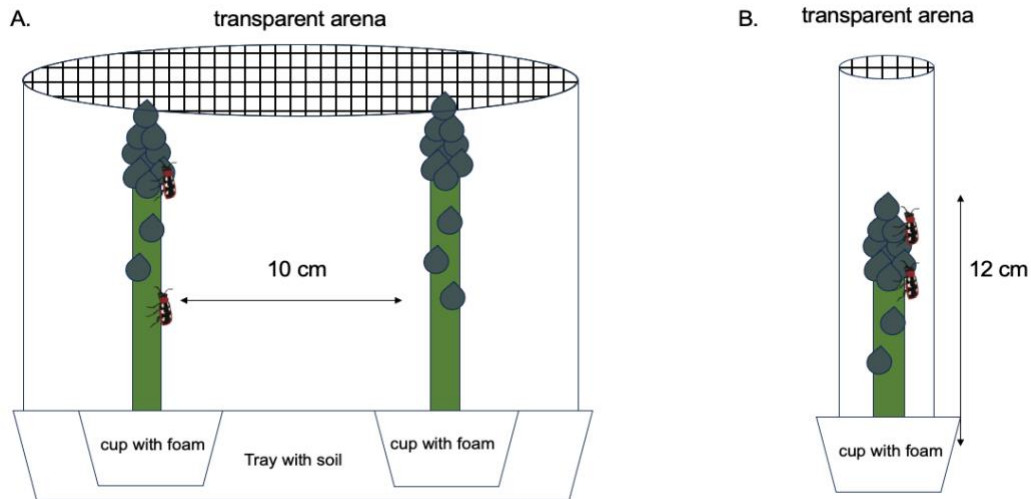 A.
transparent arena
10 cm
cup with foam
Tray with soil
cup with foam
B.
transparent arena
12 cm
cup with foam